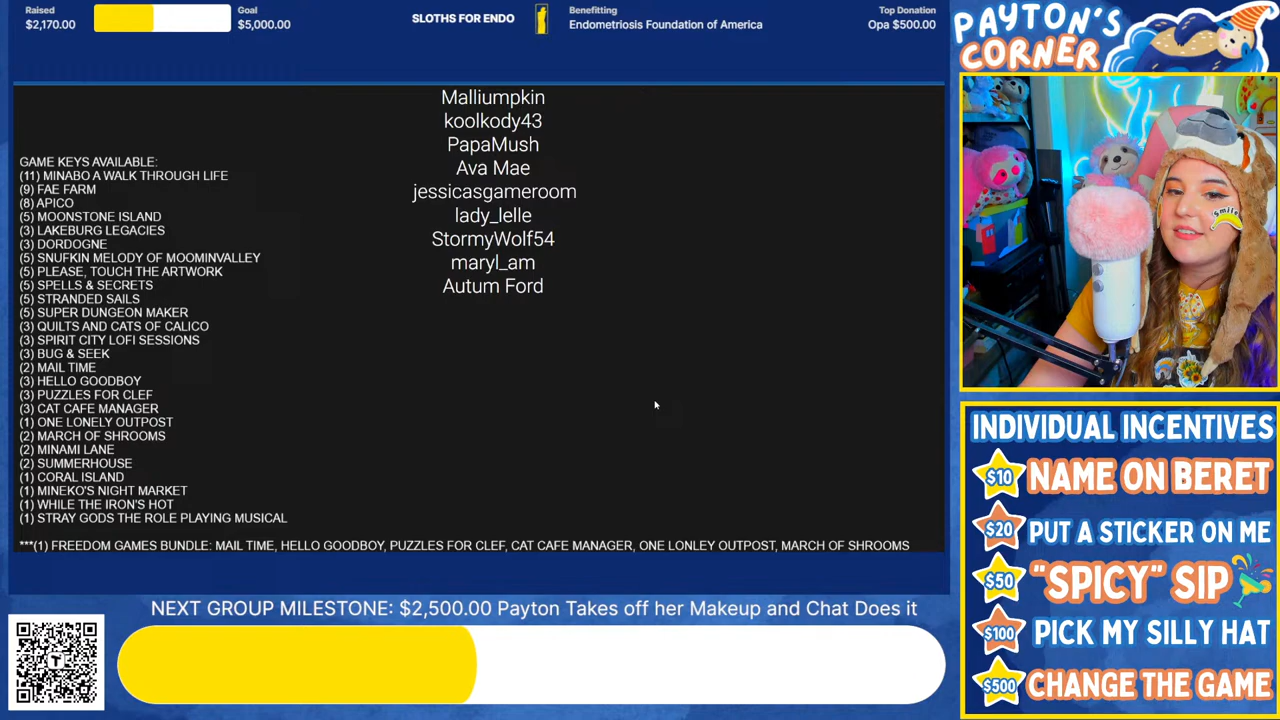 Raised
$2,170.00
Goal
$5,000.00
SLOTHS FOR ENDO
Benefitting
Endometriosis Foundation of America
Top Donation
Opa $500.00
PAYTON'S
CORNER
Malliumpkin
koolkody43
PapaMush
Ava Mae
jessicasgameroom
lady_lelle
StormyWolf54
maryl_am
Autum Ford
GAME KEYS AVAILABLE:
(11) MINABO A WALK THROUGH LIFE
(9) FAE FARM
(8) APICO
(5) MOONSTONE ISLAND
(3) LAKEBURG LEGACIES
(3) DORDOGNE
(5) SNUFKIN MELODY OF MOOMINVALLEY
(5) PLEASE, TOUCH THE ARTWORK
(5) SPELLS & SECRETS
(5) STRANDED SAILS
(5) SUPER DUNGEON MAKER
(3) QUILTS AND CATS OF CALICO
(3) SPIRIT CITY LOFI SESSIONS
(3) BUG & SEEK
(2) MAIL TIME
(3) HELLO GOODBOY
(3) PUZZLES FOR CLEF
(3) CAT CAFE MANAGER
(1) ONE LONELY OUTPOST
(2) MARCH OF SHROOMS
(2) MINAMI LANE
(2) SUMMERHOUSE
(1) CORAL ISLAND
(1) MINEKO'S NIGHT MARKET
(1) WHILE THE IRON'S HOT
(1) STRAY GODS THE ROLE PLAYING MUSICAL
***(1) FREEDOM GAMES BUNDLE: MAIL TIME, HELLO GOODBOY, PUZZLES FOR CLEF, CAT CAFE MANAGER, ONE LONLEY OUTPOST, MARCH OF SHROOMS
Smile
INDIVIDUAL INCENTIVES
$10 NAME ON BERET
$20 PUT A STICKER ON ME
$50 "SPICY" SIP
$100 PICK MY SILLY HAT
$500 CHANGE THE GAME
NEXT GROUP MILESTONE: $2,500.00 Payton Takes off her Makeup and Chat Does it